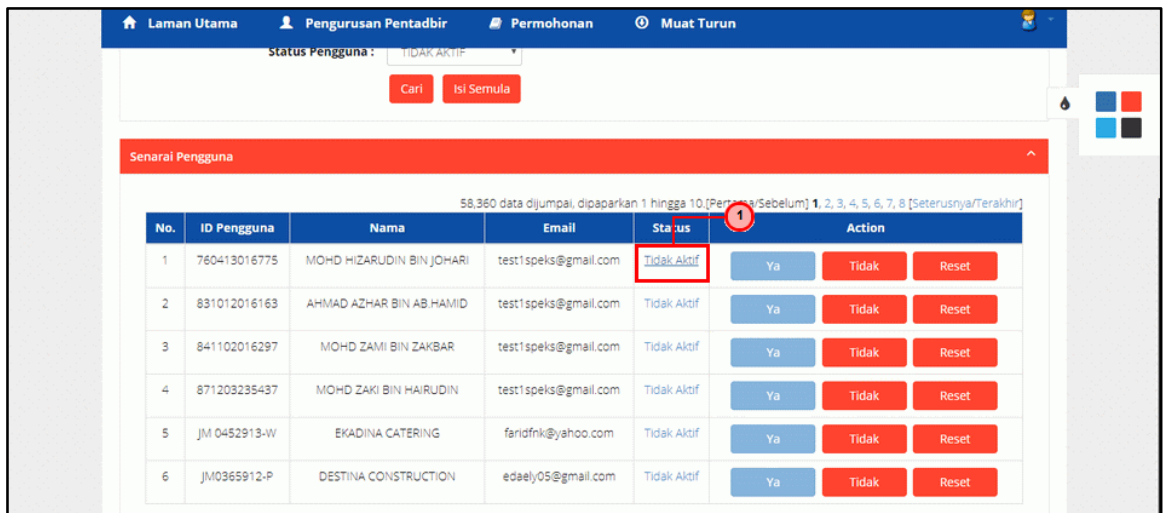 Laman Utama Pengurusan Pentadbir Permohonan Muat Turun
Status Pengguna : TIDAK AKTIF
Cari Isi Semula
Senarai Pengguna
58,360 data dijumpai, dipaparkan 1 hingga 10.[Pertama/Sebelum] 1, 2, 3, 4, 5, 6, 7, 8 [Seterusnya/Terakhir]
1
No. ID Pengguna Nama Email Status Action
1 760413016775 MOHD HIZARUDIN BIN JOHARI test1speks@gmail.com Tidak Aktif Ya Tidak Reset
2 831012016163 AHMAD AZHAR BIN AB.HAMID test1speks@gmail.com Tidak Aktif Ya Tidak Reset
3 841102016297 MOHD ZAMI BIN ZAKBAR test1speks@gmail.com Tidak Aktif Ya Tidak Reset
4 871203235437 MOHD ZAKI BIN HAIRUDIN test1speks@gmail.com Tidak Aktif Ya Tidak Reset
5 JM 0452913-W EKADINA CATERING faridfnk@yahoo.com Tidak Aktif Ya Tidak Reset
6 JM0365912-P DESTINA CONSTRUCTION edaely05@gmail.com Tidak Aktif Ya Tidak Reset